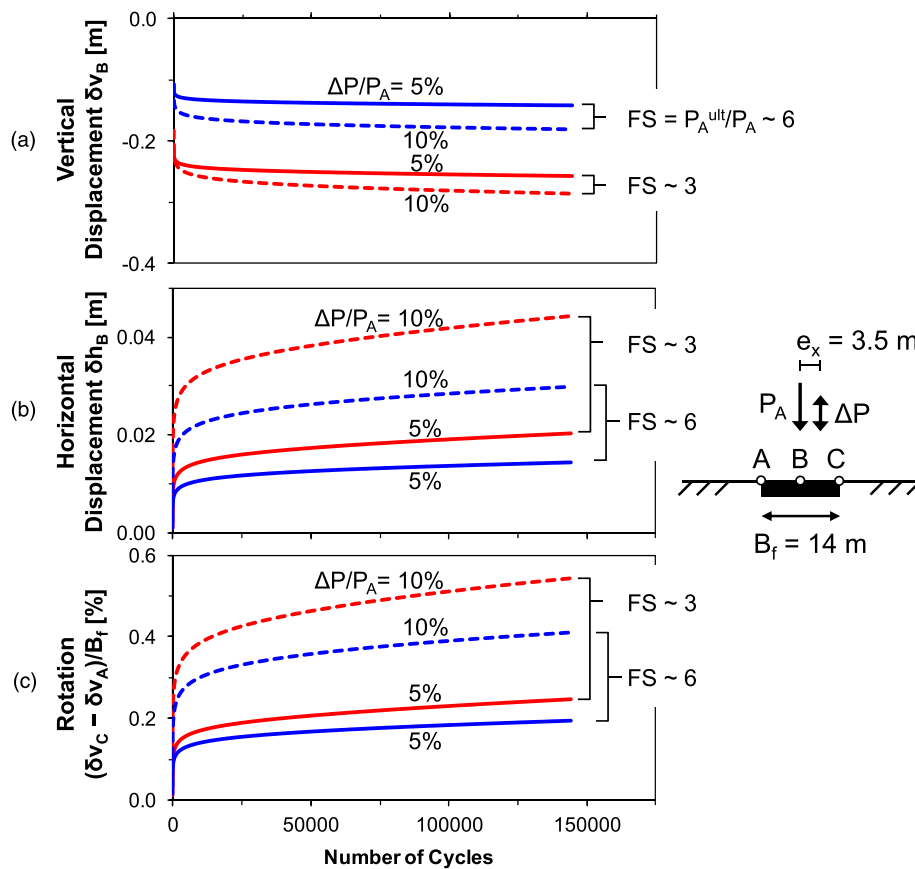 (a)
Vertical
Displacement δv_B [m]
0.0
-0.2
-0.4
ΔP/P_A= 5%
10%
5%
10%
FS = P_A^ult/P_A ~ 6
FS ~ 3
(b)
Horizontal
Displacement δh_B [m]
0.04
0.02
0.00
ΔP/P_A= 10%
10%
5%
5%
FS ~ 3
FS ~ 6
e_x = 3.5 m
P_A
ΔP
A B C
B_f = 14 m
(c)
Rotation
(δv_C − δv_A)/B_f [%]
0.6
0.4
0.2
0.0
ΔP/P_A= 10%
10%
5%
5%
FS ~ 3
FS ~ 6
0 50000 100000 150000
Number of Cycles